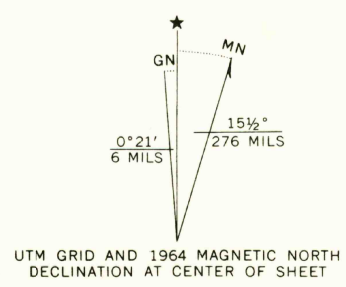 ★
GN
MN
0°21'
6 MILS
15½°
276 MILS
UTM GRID AND 1964 MAGNETIC NORTH
DECLINATION AT CENTER OF SHEET